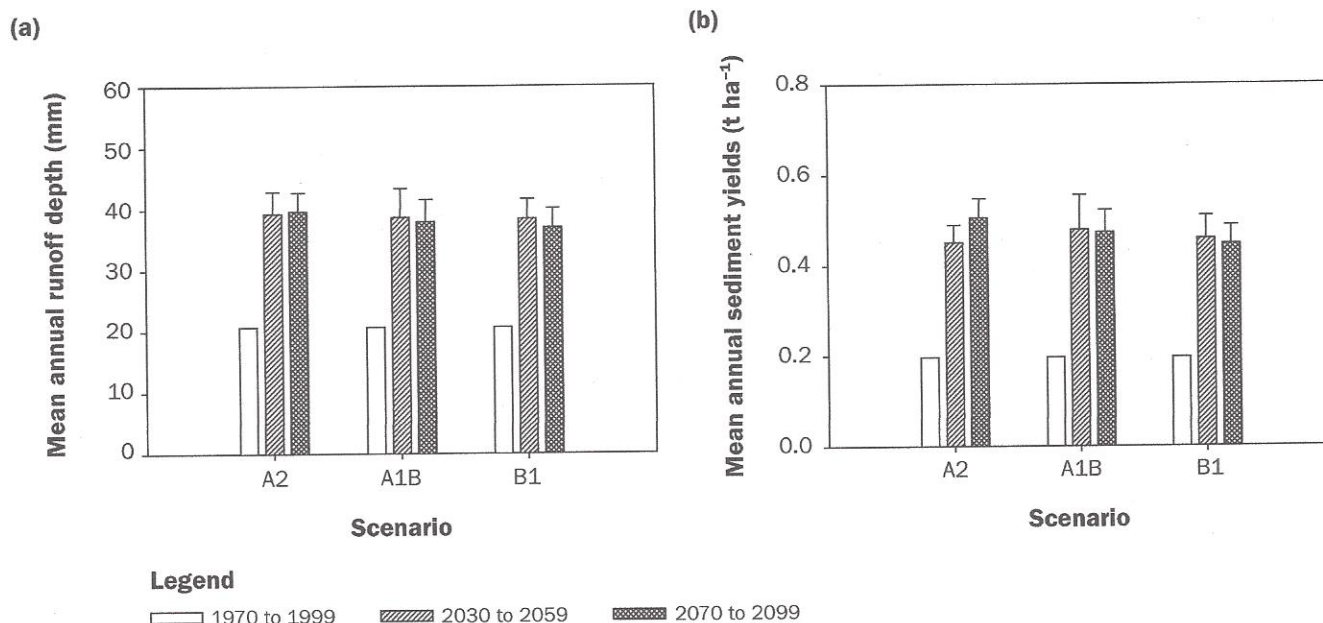 (a)
Mean annual runoff depth (mm)
60
50
40
30
20
10
0
A2 A1B B1
Scenario
(b)
Mean annual sediment yields (t ha⁻¹)
0.8
0.6
0.4
0.2
0.0
A2 A1B B1
Scenario
Legend
1970 to 1999 2030 to 2059 2070 to 2099